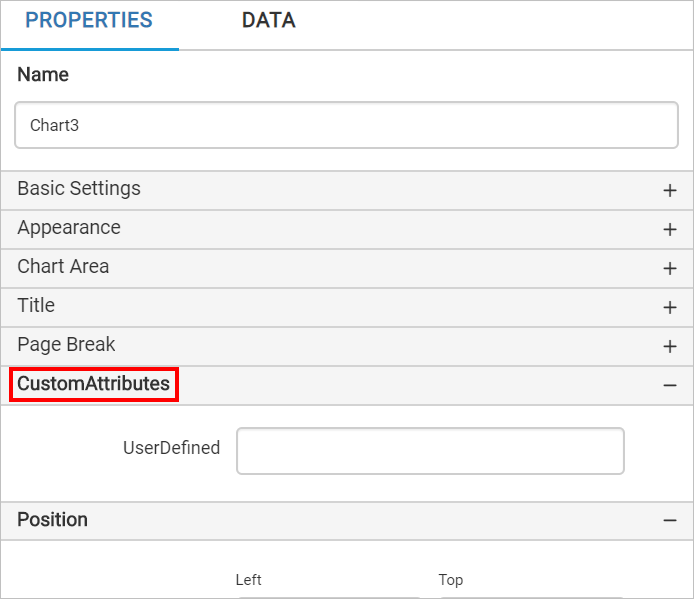 PROPERTIES DATA
Name
Chart3
Basic Settings
Appearance
Chart Area
Title
Page Break
CustomAttributes
UserDefined
Position
Left Top